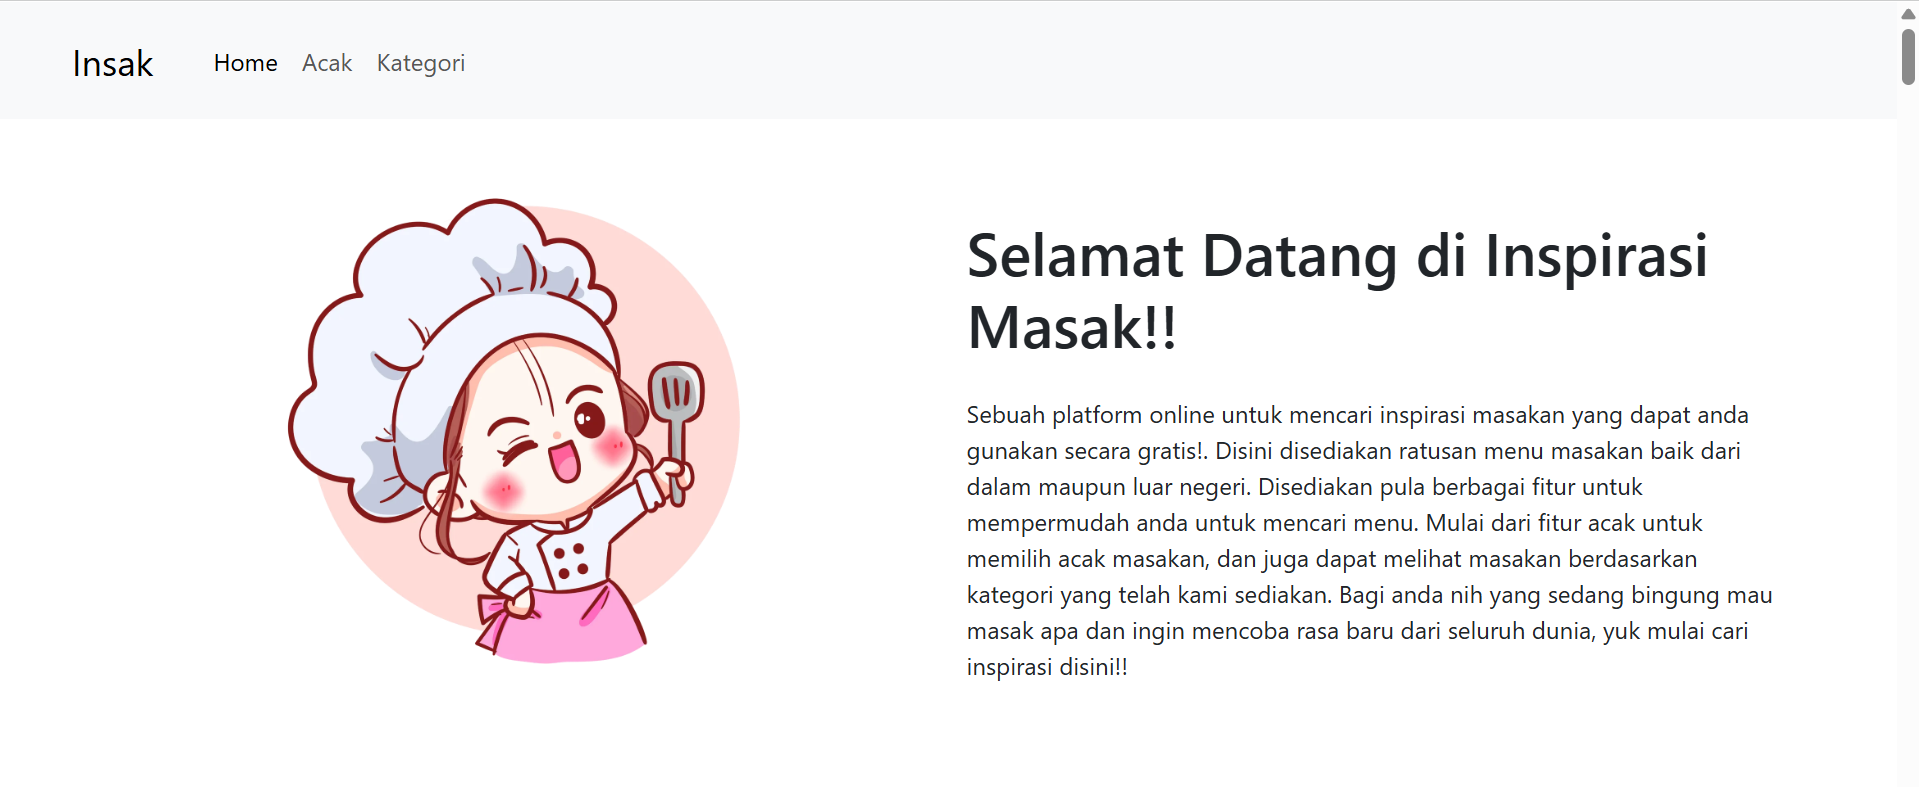 Insak
Home Acak Kategori
Selamat Datang di Inspirasi
Masak!!
Sebuah platform online untuk mencari inspirasi masakan yang dapat anda
gunakan secara gratis!. Disini disediakan ratusan menu masakan baik dari
dalam maupun luar negeri. Disediakan pula berbagai fitur untuk
mempermudah anda untuk mencari menu. Mulai dari fitur acak untuk
memilih acak masakan, dan juga dapat melihat masakan berdasarkan
kategori yang telah kami sediakan. Bagi anda nih yang sedang bingung mau
masak apa dan ingin mencoba rasa baru dari seluruh dunia, yuk mulai cari
inspirasi disini!!